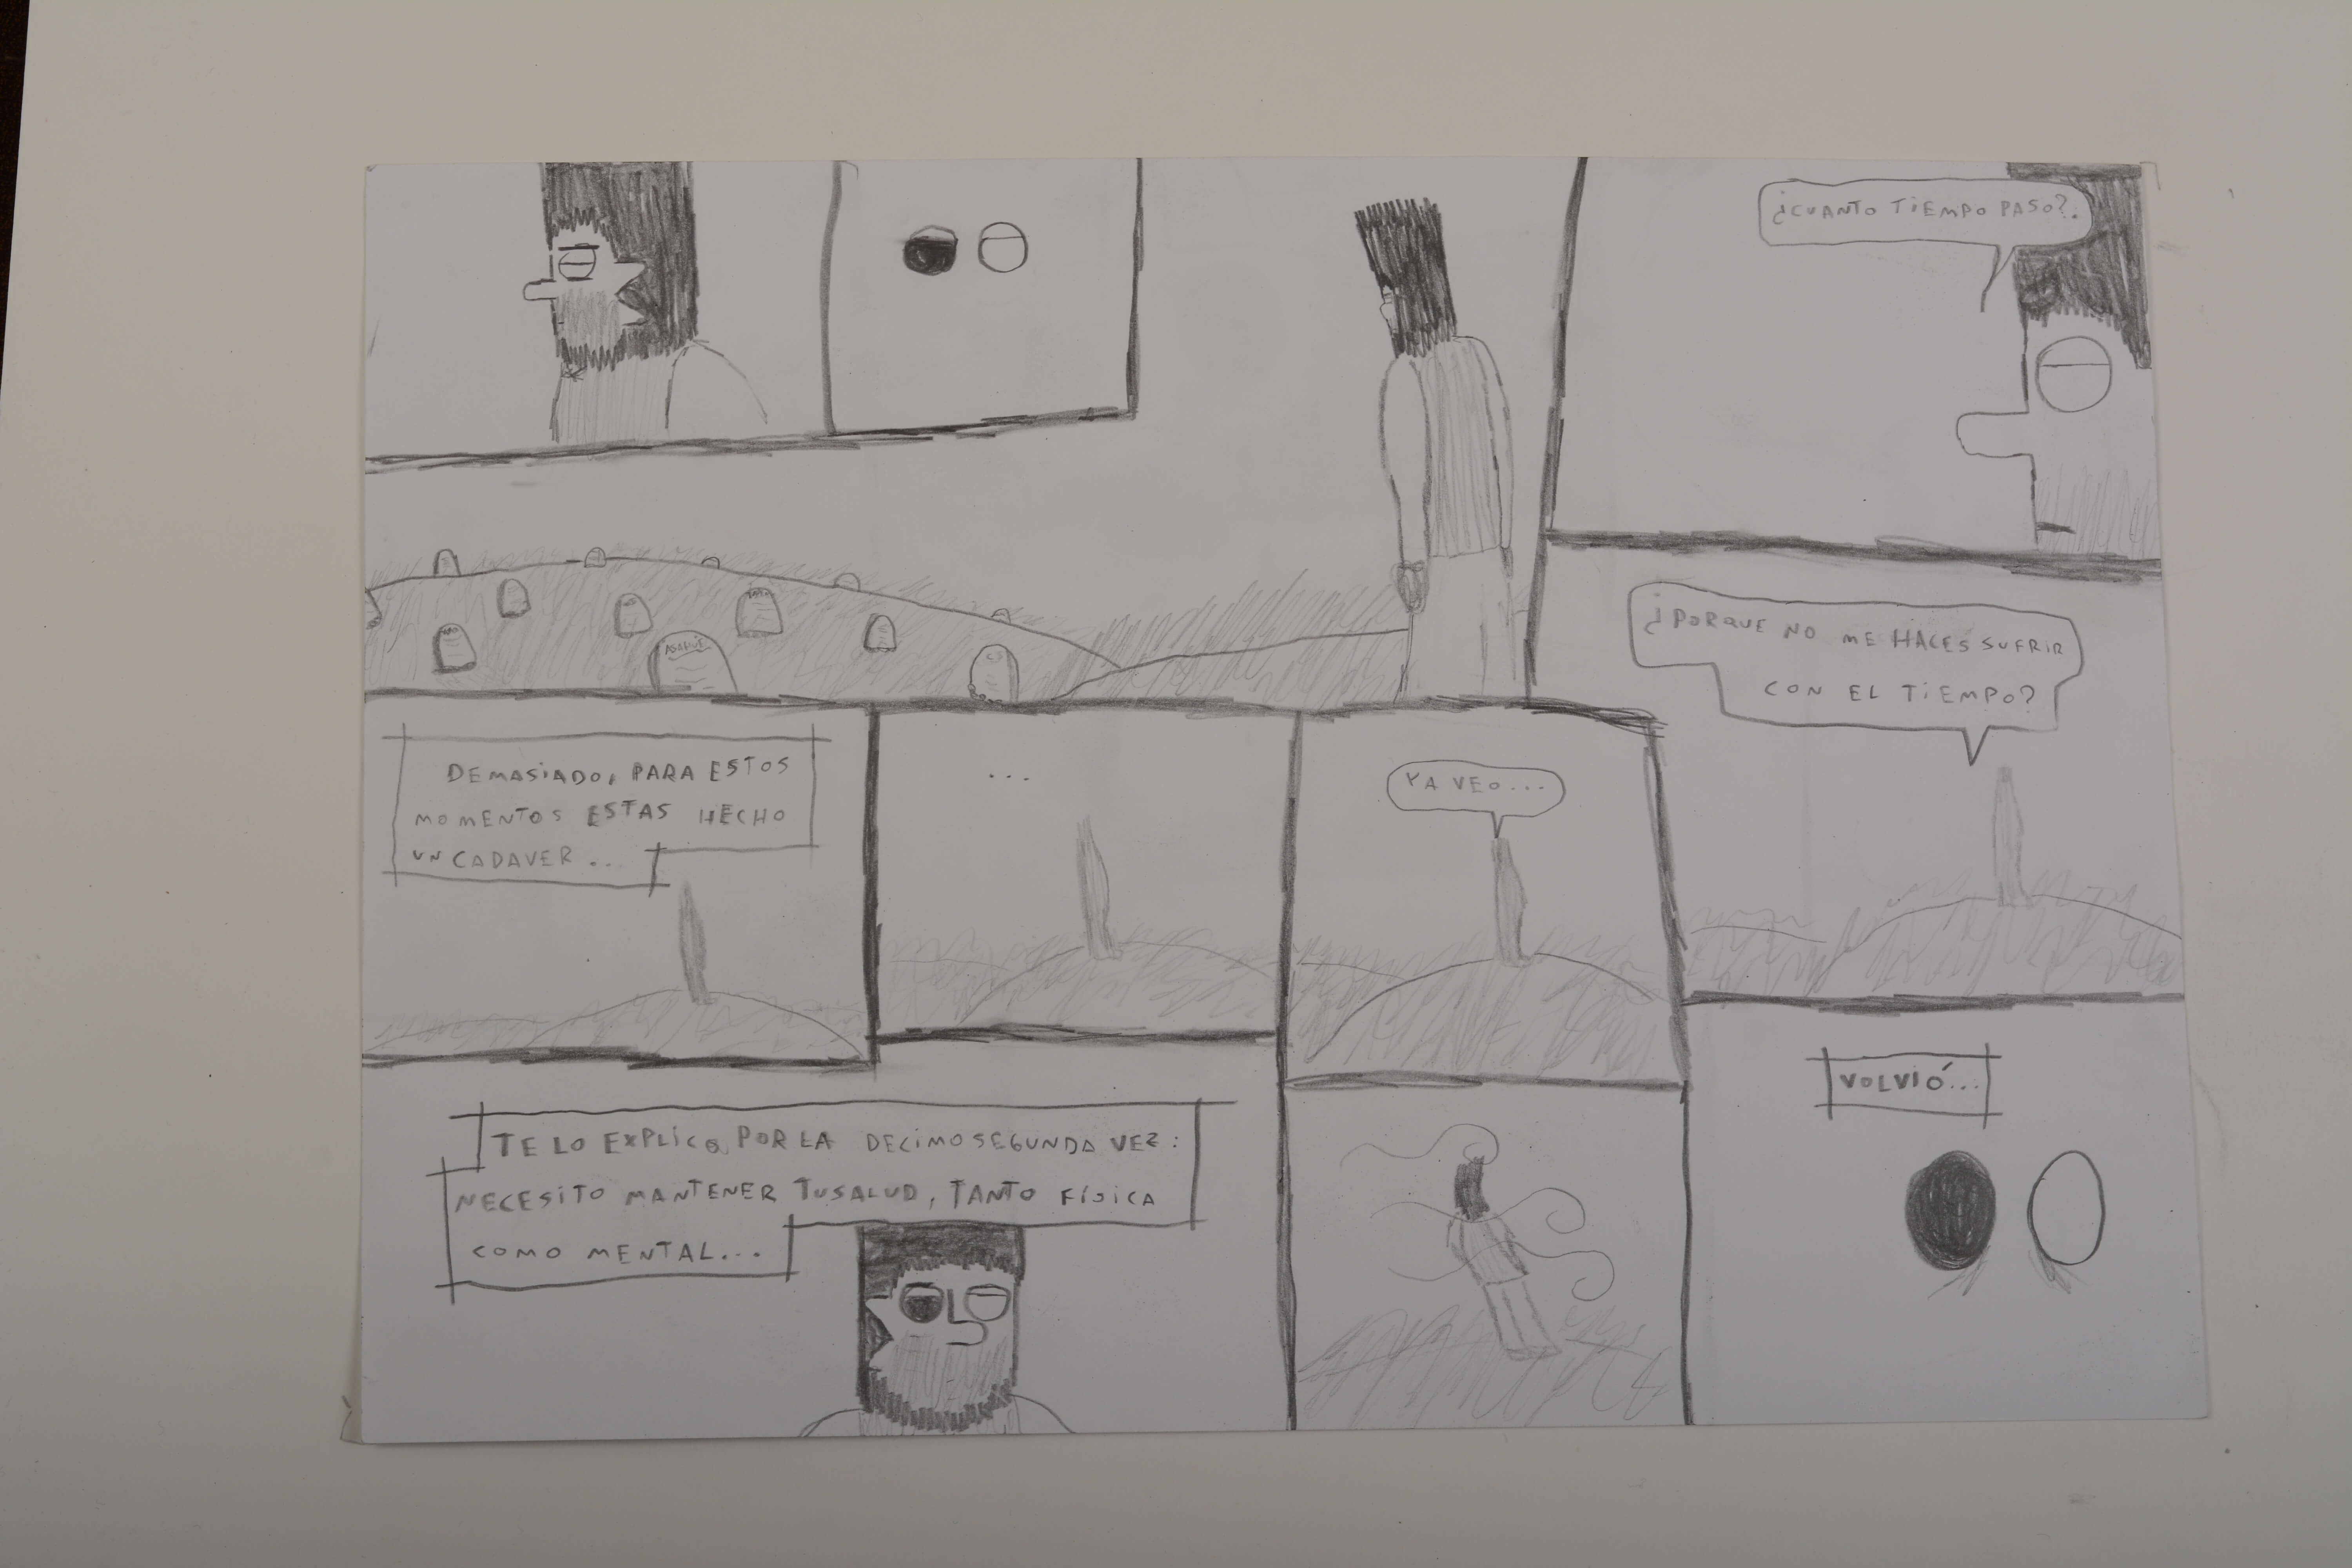 ¿CUANTO TIEMPO PASO?.
DEMASIADO, PARA ESTOS
MOMENTOS ESTAS HECHO
UN CADAVER...
...
YA VEO...
¿PORQUE NO ME HACES SUFRIR
CON EL TIEMPO?
TE LO EXPLICO POR LA DECIMOSEGUNDA VEZ:
NECESITO MANTENER TU SALUD, TANTO FÍSICA
COMO MENTAL...
VOLVIÓ...